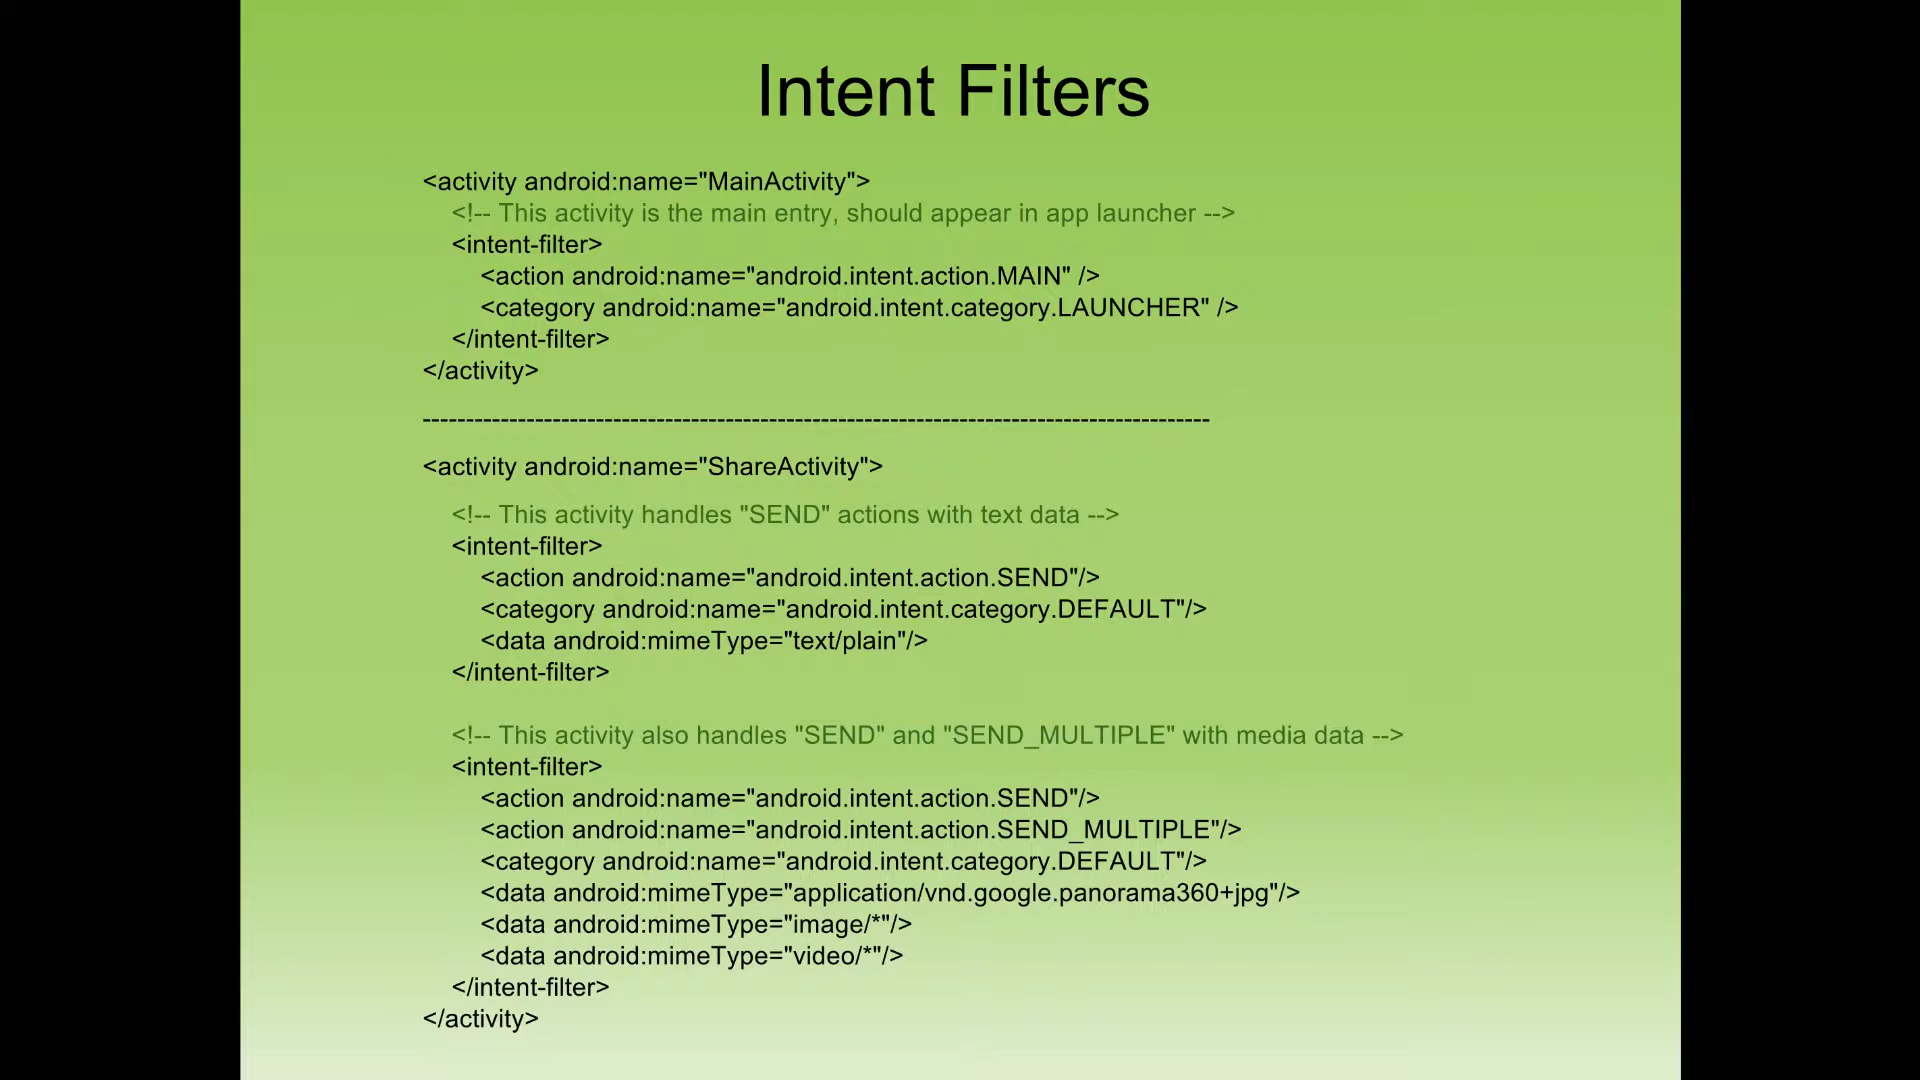 Intent Filters
<activity android:name="MainActivity">
<!-- This activity is the main entry, should appear in app launcher -->
<intent-filter>
<action android:name="android.intent.action.MAIN" />
<category android:name="android.intent.category.LAUNCHER" />
</intent-filter>
</activity>
-------------------------------------------------------------------------------------------
<activity android:name="ShareActivity">
<!-- This activity handles "SEND" actions with text data -->
<intent-filter>
<action android:name="android.intent.action.SEND"/>
<category android:name="android.intent.category.DEFAULT"/>
<data android:mimeType="text/plain"/>
</intent-filter>
<!-- This activity also handles "SEND" and "SEND_MULTIPLE" with media data -->
<intent-filter>
<action android:name="android.intent.action.SEND"/>
<action android:name="android.intent.action.SEND_MULTIPLE"/>
<category android:name="android.intent.category.DEFAULT"/>
<data android:mimeType="application/vnd.google.panorama360+jpg"/>
<data android:mimeType="image/*"/>
<data android:mimeType="video/*"/>
</intent-filter>
</activity>